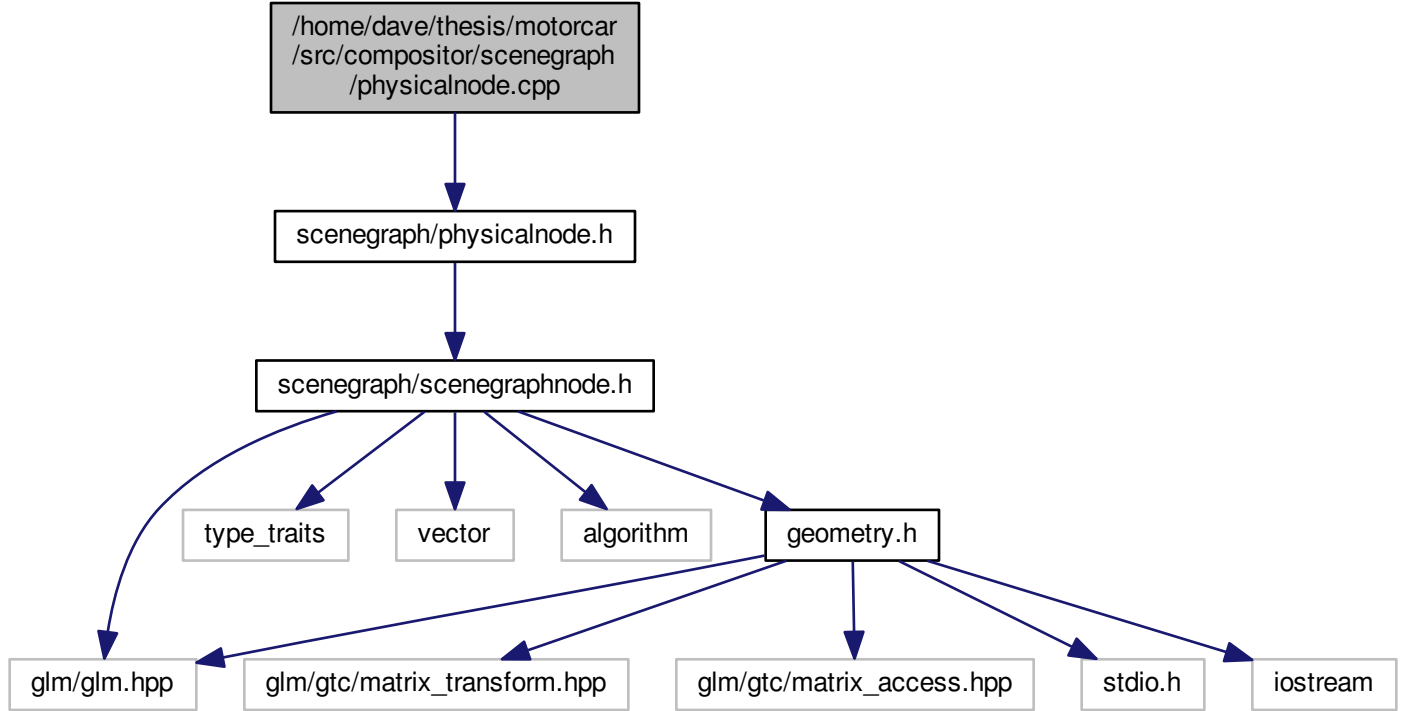 /home/dave/thesis/motorcar
/src/compositor/scenegraph
/physicalnode.cpp
scenegraph/physicalnode.h
scenegraph/scenegraphnode.h
type_traits
vector
algorithm
geometry.h
glm/glm.hpp
glm/gtc/matrix_transform.hpp
glm/gtc/matrix_access.hpp
stdio.h
iostream